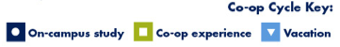 Co-op Cycle Key:
On-campus study Co-op experience Vacation